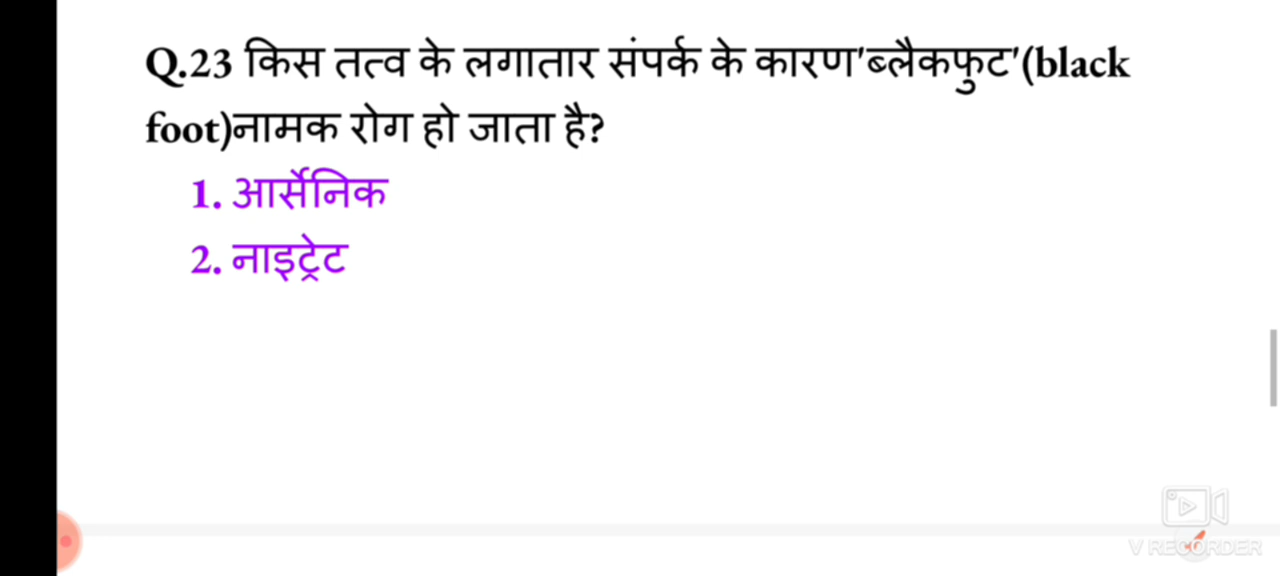 Q.23 किस तत्व के लगातार संपर्क के कारण'ब्लैकफुट'(black
foot)नामक रोग हो जाता है?
1. आर्सेनिक
2. नाइट्रेट
V RECORDER